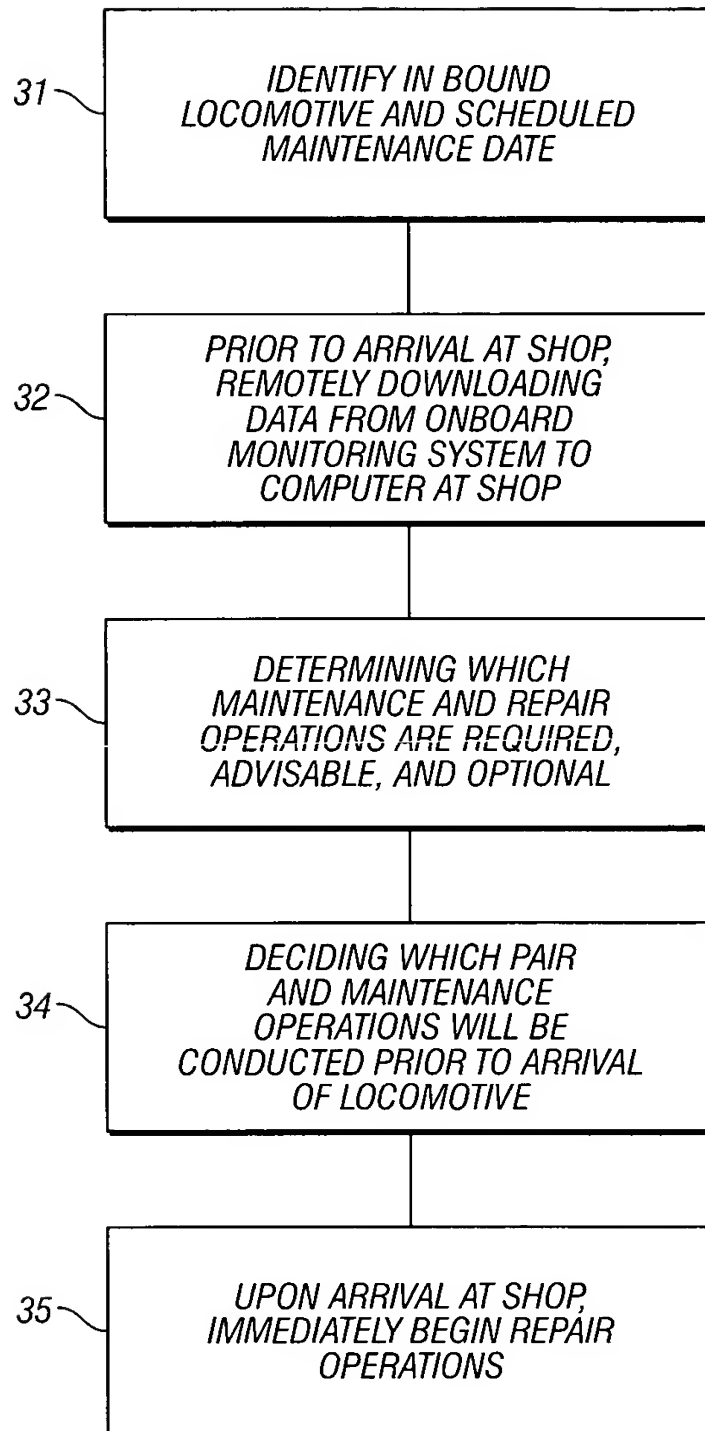 31
IDENTIFY IN BOUND
LOCOMOTIVE AND SCHEDULED
MAINTENANCE DATE
32
PRIOR TO ARRIVAL AT SHOP,
REMOTELY DOWNLOADING
DATA FROM ONBOARD
MONITORING SYSTEM TO
COMPUTER AT SHOP
33
DETERMINING WHICH
MAINTENANCE AND REPAIR
OPERATIONS ARE REQUIRED,
ADVISABLE, AND OPTIONAL
34
DECIDING WHICH PAIR
AND MAINTENANCE
OPERATIONS WILL BE
CONDUCTED PRIOR TO ARRIVAL
OF LOCOMOTIVE
35
UPON ARRIVAL AT SHOP,
IMMEDIATELY BEGIN REPAIR
OPERATIONS